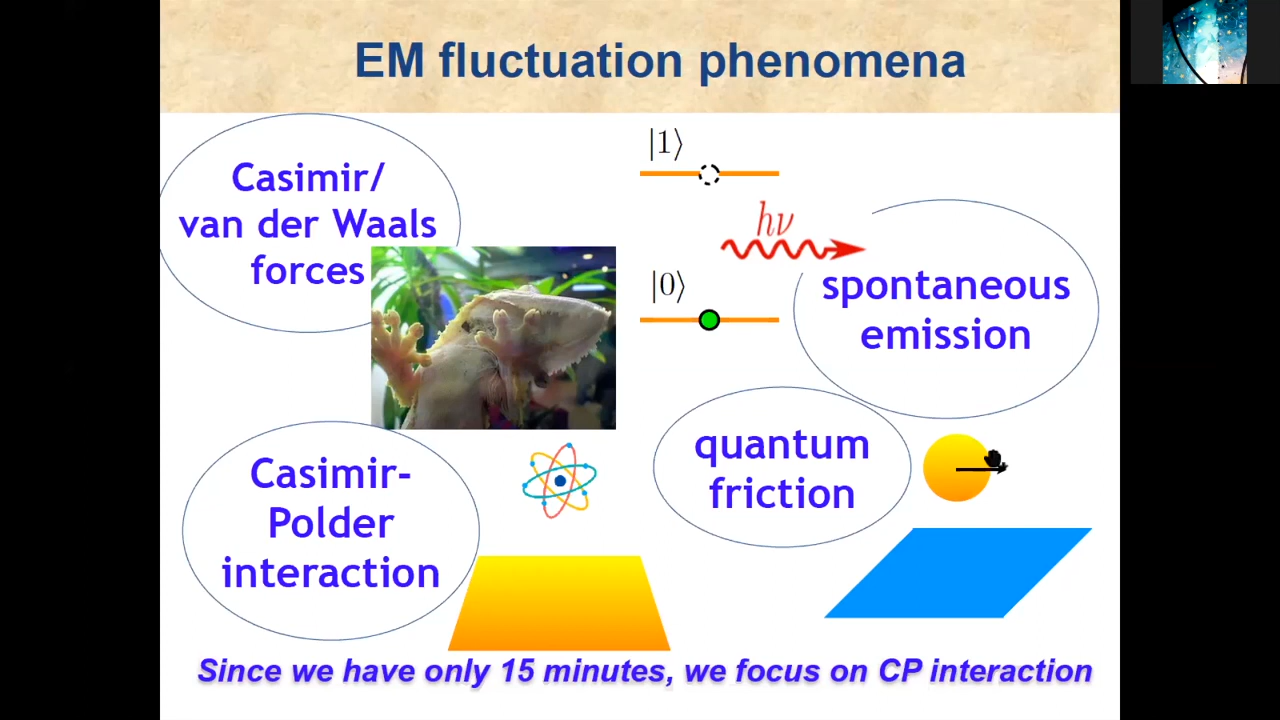 EM fluctuation phenomena
Casimir/
van der Waals
forces
|1⟩
hν
|0⟩
spontaneous
emission
Casimir-
Polder
interaction
quantum
friction
Since we have only 15 minutes, we focus on CP interaction